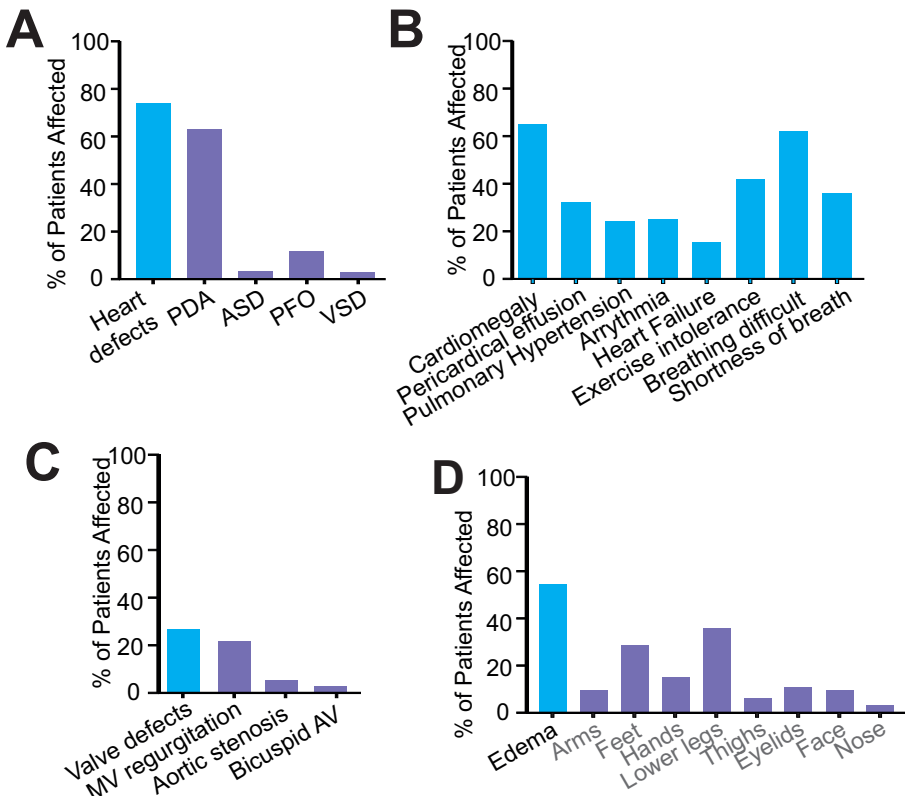 A
% of Patients Affected
100
80
60
40
20
0
Heart
defects
PDA
ASD
PFO
VSD
B
% of Patients Affected
100
80
60
40
20
0
Cardiomegaly
Pericardical effusion
Pulmonary Hypertension
Arrythmia
Heart Failure
Exercise intolerance
Breathing difficult
Shortness of breath
C
% of Patients Affected
100
80
60
40
20
0
Valve defects
MV regurgitation
Aortic stenosis
Bicuspid AV
D
% of Patients Affected
100
80
60
40
20
0
Edema
Arms
Feet
Hands
Lower legs
Thighs
Eyelids
Face
Nose